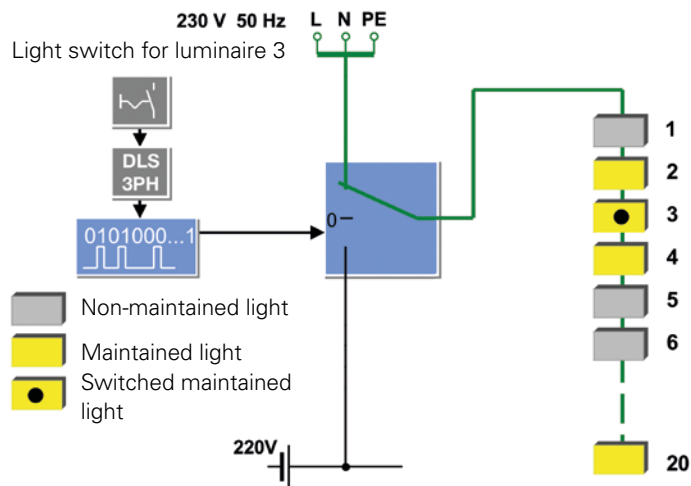 230 V 50 Hz L N PE
Light switch for luminaire 3
1
DLS
3PH
2
3
0
0101000...1
4
Non-maintained light
5
6
Maintained light
Switched maintained
light
220V
20